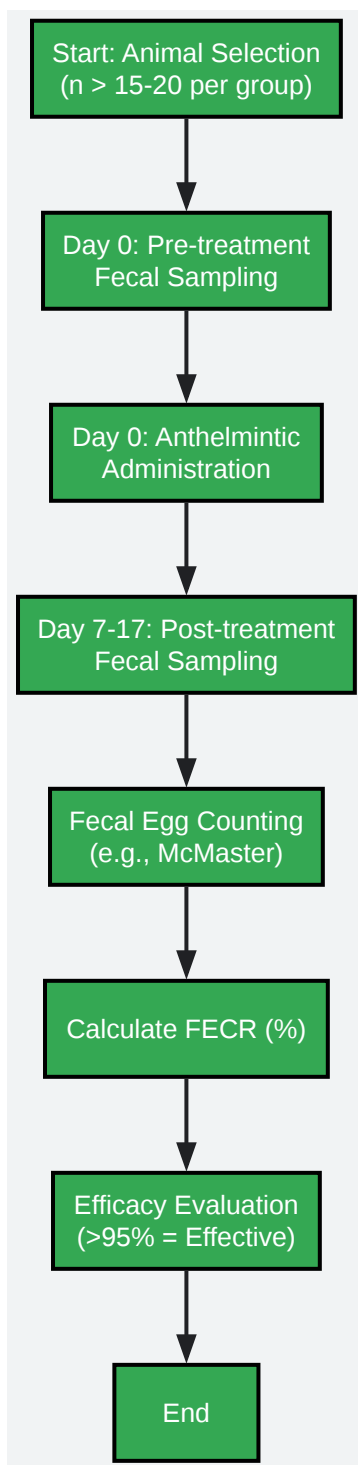 Start: Animal Selection
(n > 15-20 per group)
Day 0: Pre-treatment
Fecal Sampling
Day 0: Anthelmintic
Administration
Day 7-17: Post-treatment
Fecal Sampling
Fecal Egg Counting
(e.g., McMaster)
Calculate FECR (%)
Efficacy Evaluation
(>95% = Effective)
End